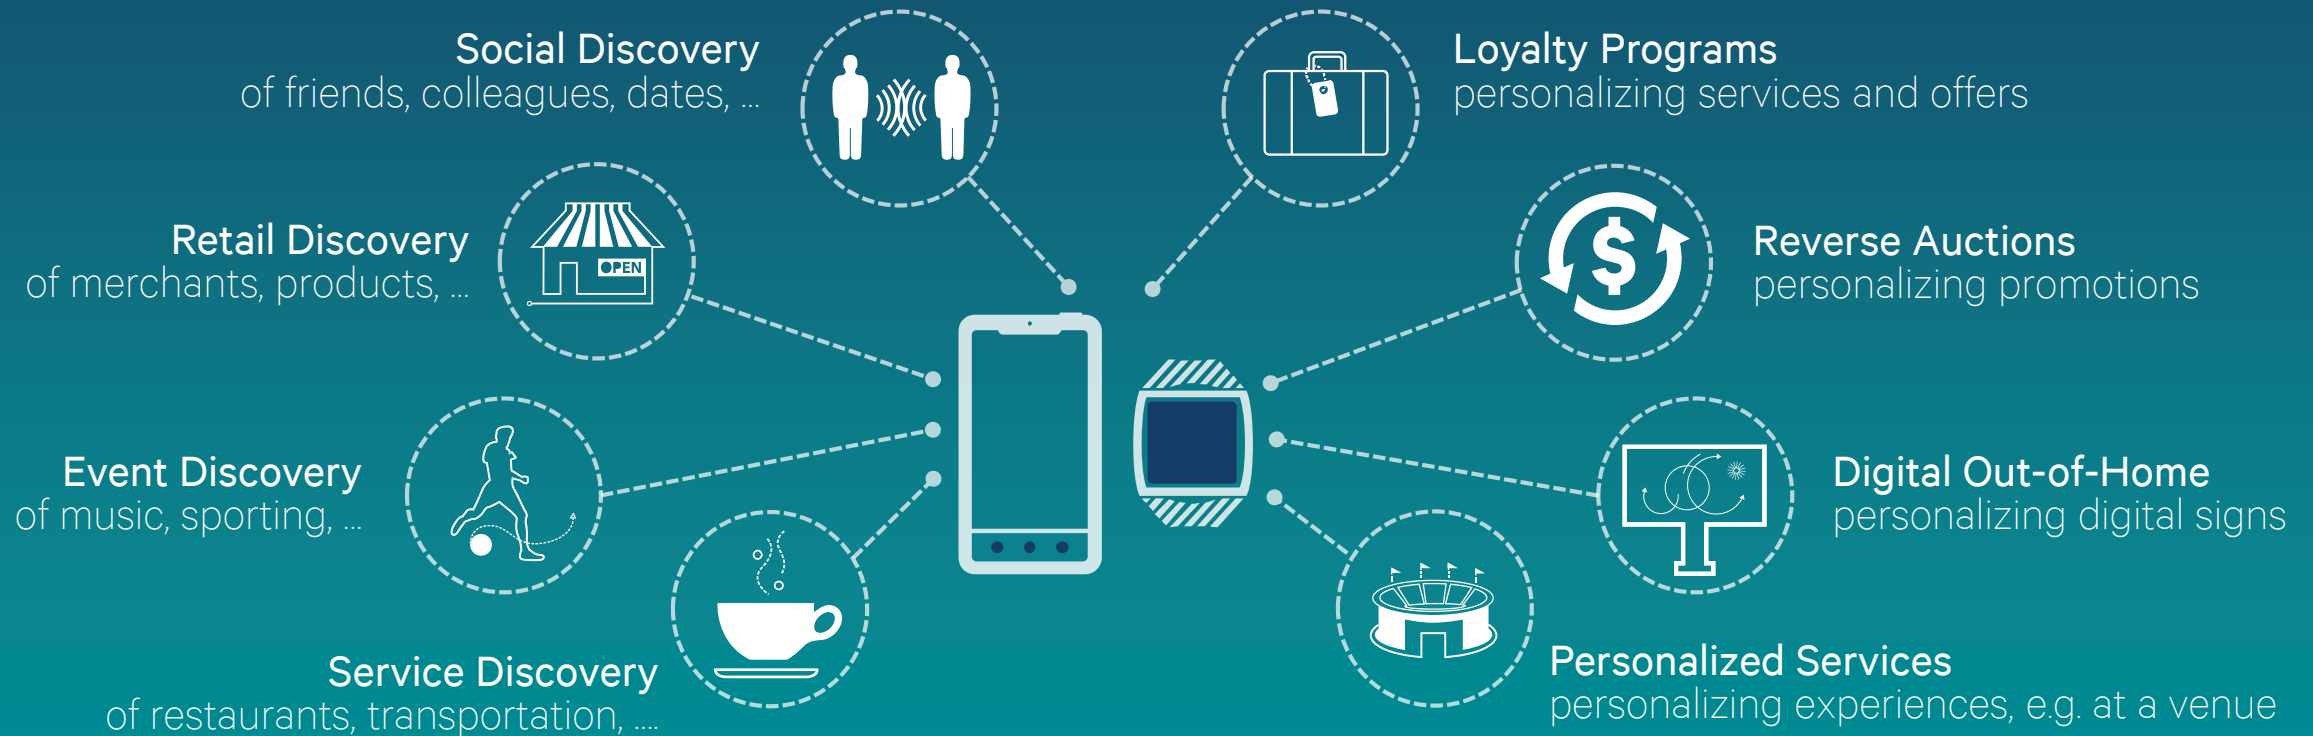 Social Discovery
of friends, colleagues, dates, ...
Retail Discovery
of merchants, products, ...
OPEN
Event Discovery
of music, sporting, ...
Service Discovery
of restaurants, transportation, ....
Loyalty Programs
personalizing services and offers
$
Reverse Auctions
personalizing promotions
Digital Out-of-Home
personalizing digital signs
Personalized Services
personalizing experiences, e.g. at a venue